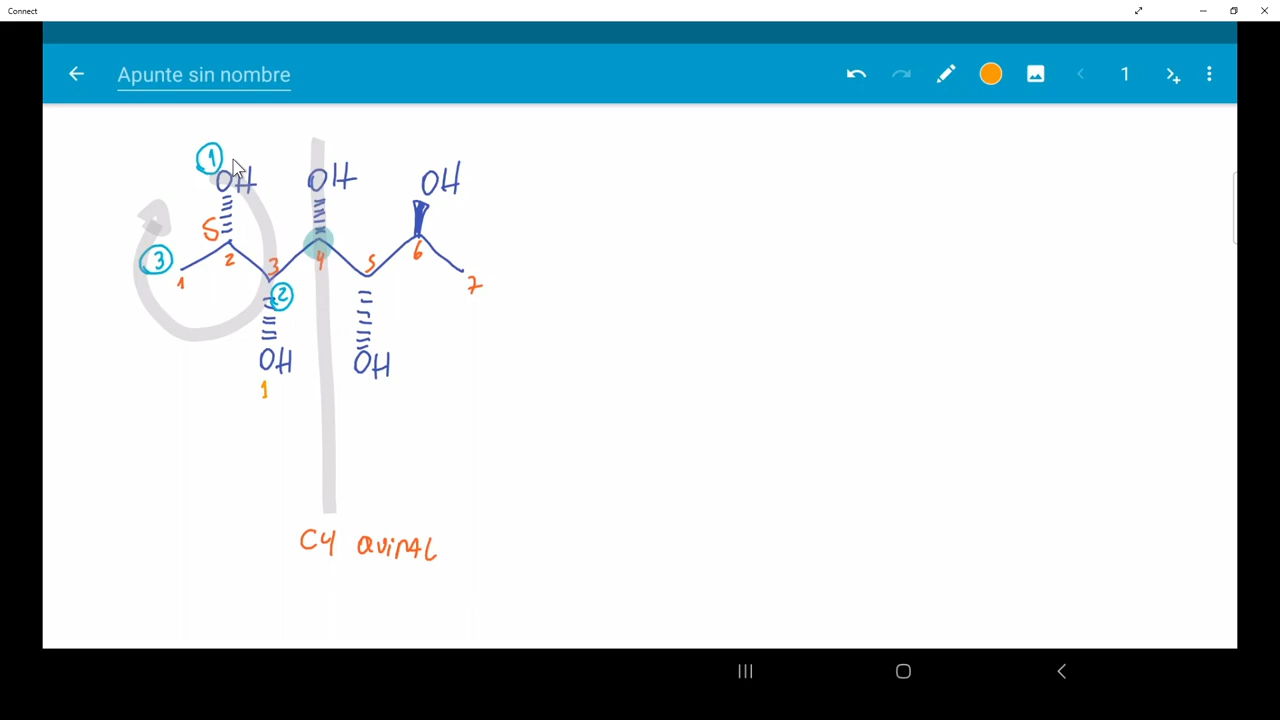 Connect
Apunte sin nombre
1
1
OH OH OH
S
3 1 2 3 4 5 6 7
2
OH OH
1
C4 quiral